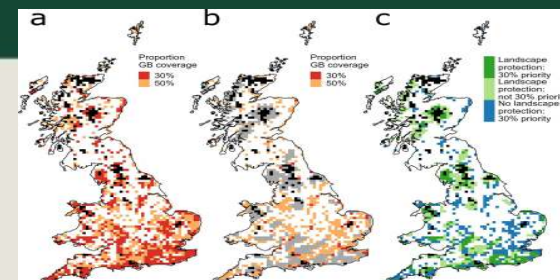 a
Proportion
GB coverage
30%
50%
b
Proportion
GB coverage
30%
50%
c
Landscape
protection:
30% priority
Landscape
protection:
not 30% priority
No landscape
protection:
30% priority